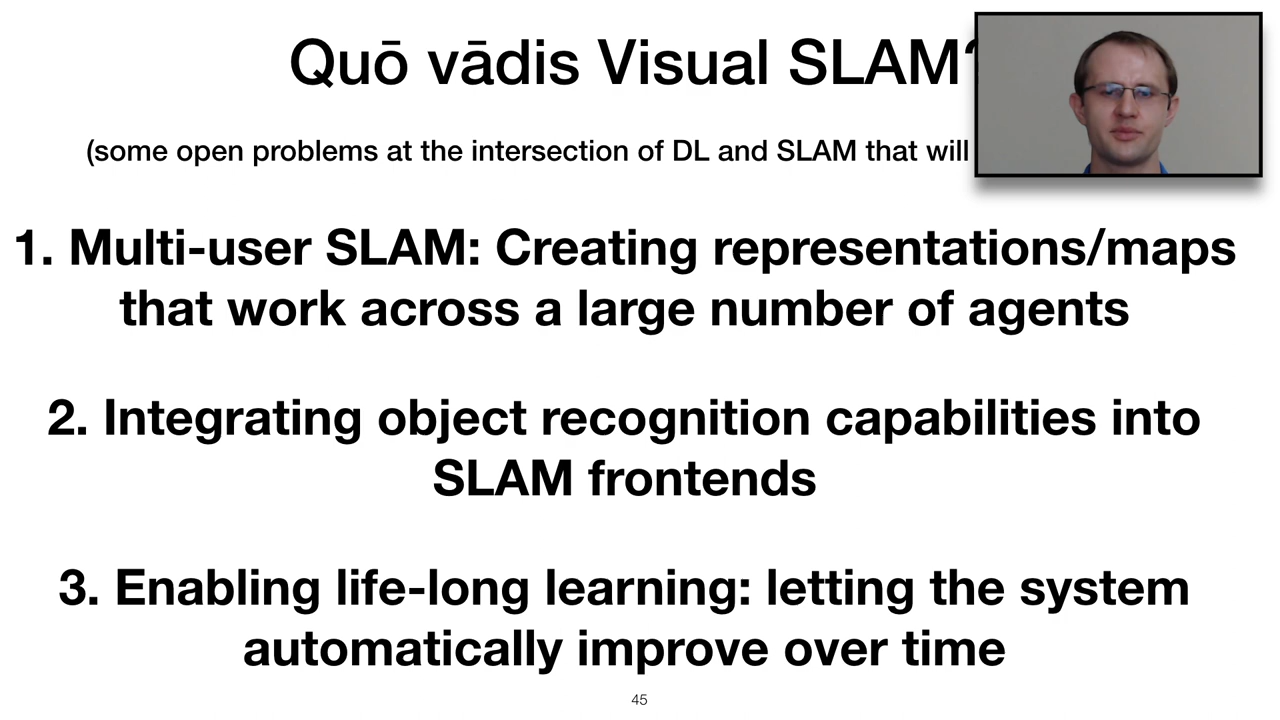 Quō vādis Visual SLAM?
(some open problems at the intersection of DL and SLAM that will
1. Multi-user SLAM: Creating representations/maps
that work across a large number of agents
2. Integrating object recognition capabilities into
SLAM frontends
3. Enabling life-long learning: letting the system
automatically improve over time
45